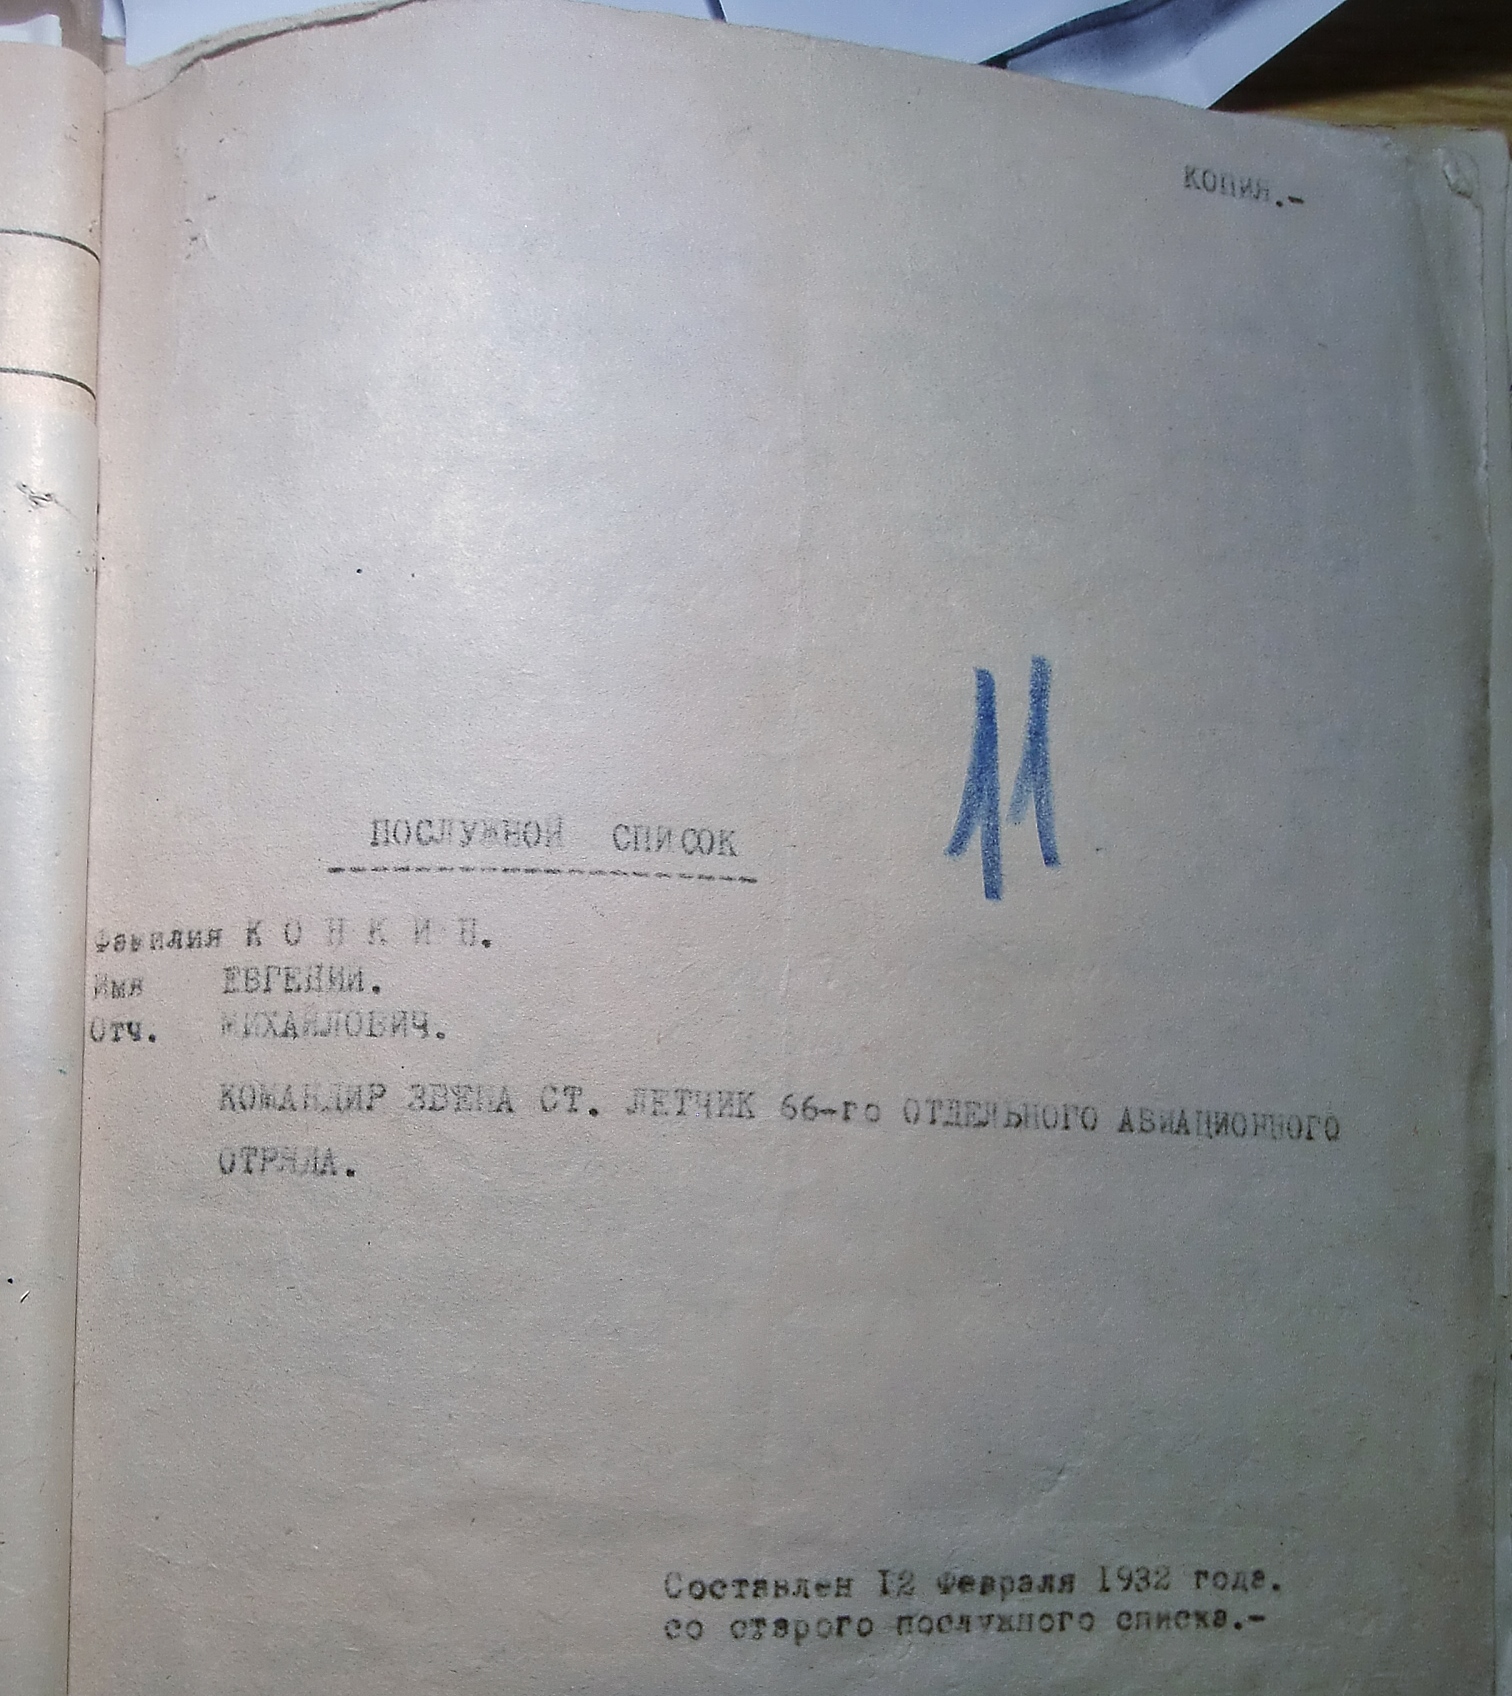 КОПИЯ.-
11
ПОСЛУЖНОЙ СПИСОК
Фамилия К О Н К И Н.
Имя ЕВГЕНИЙ.
Отч. МИХАЙЛОВИЧ.
КОМАНДИР ЗВЕНА СТ. ЛЕТЧИК 66-го ОТДЕЛЬНОГО АВИАЦИОННОГО
ОТРЯДА.
Составлен 12 Февраля 1932 года.
со старого послужного списка.-